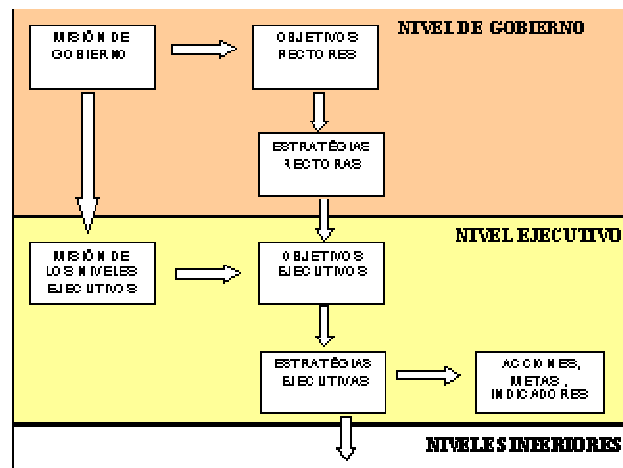 NIVEL DE GOBIERNO
MISIÓN DE
GOBIERNO
OBJETIVOS
RECTORES
ESTRATÉGIAS
RECTORAS
NIVEL EJECUTIVO
MISIÓN DE
LOS NIVELES
EJECUTIVOS
OBJETIVOS
EJECUTIVOS
ESTRATÉGIAS
EJECUTIVAS
ACCIONES,
METAS,
INDICADORES
NIVELES INFERIORES